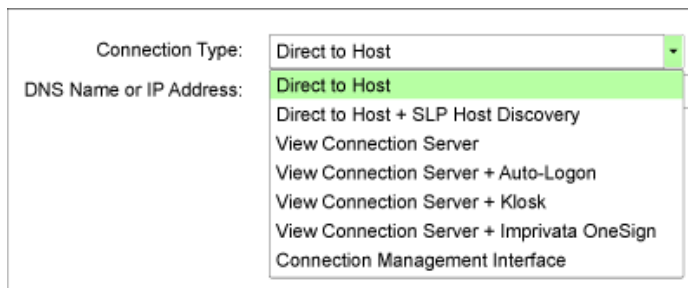 Connection Type: Direct to Host
DNS Name or IP Address:
Direct to Host
Direct to Host + SLP Host Discovery
View Connection Server
View Connection Server + Auto-Logon
View Connection Server + Klosk
View Connection Server + Imprivata OneSign
Connection Management Interface